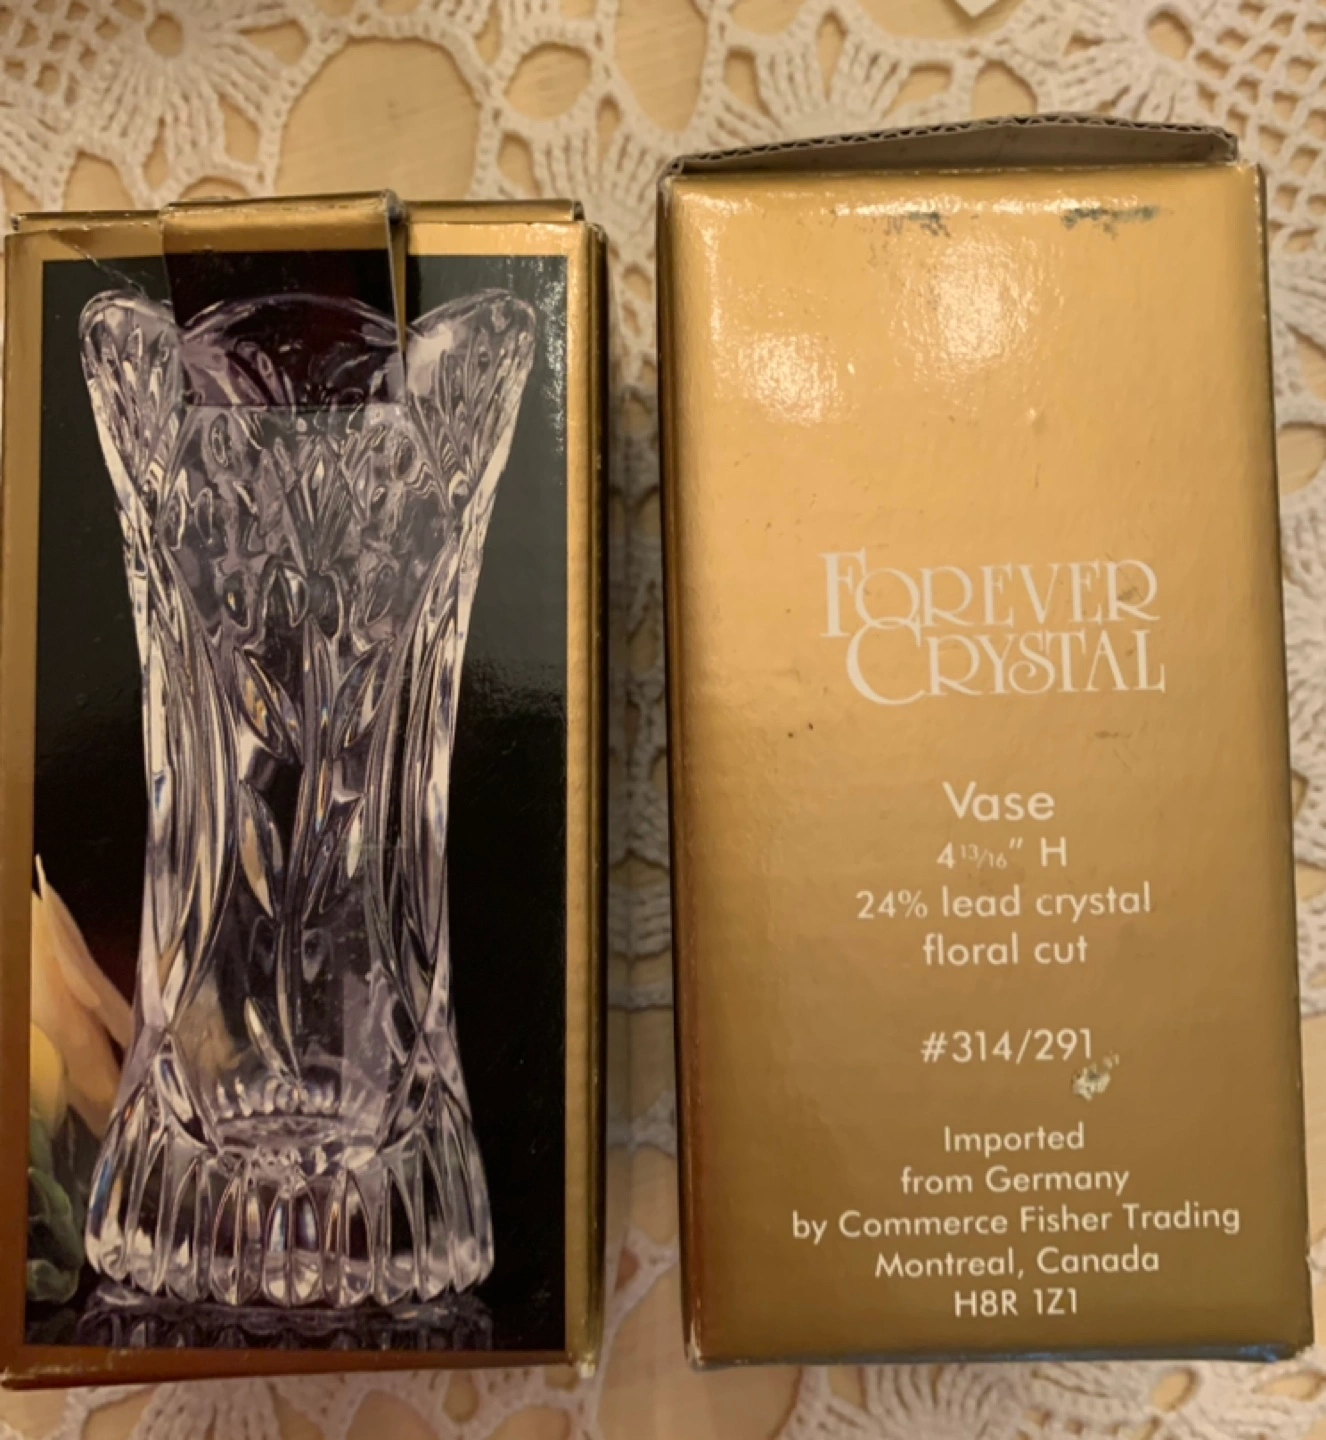 FOREVER
CRYSTAL
Vase
4 13/16" H
24% lead crystal
floral cut
#314/291
Imported
from Germany
by Commerce Fisher Trading
Montreal, Canada
H8R 1Z1